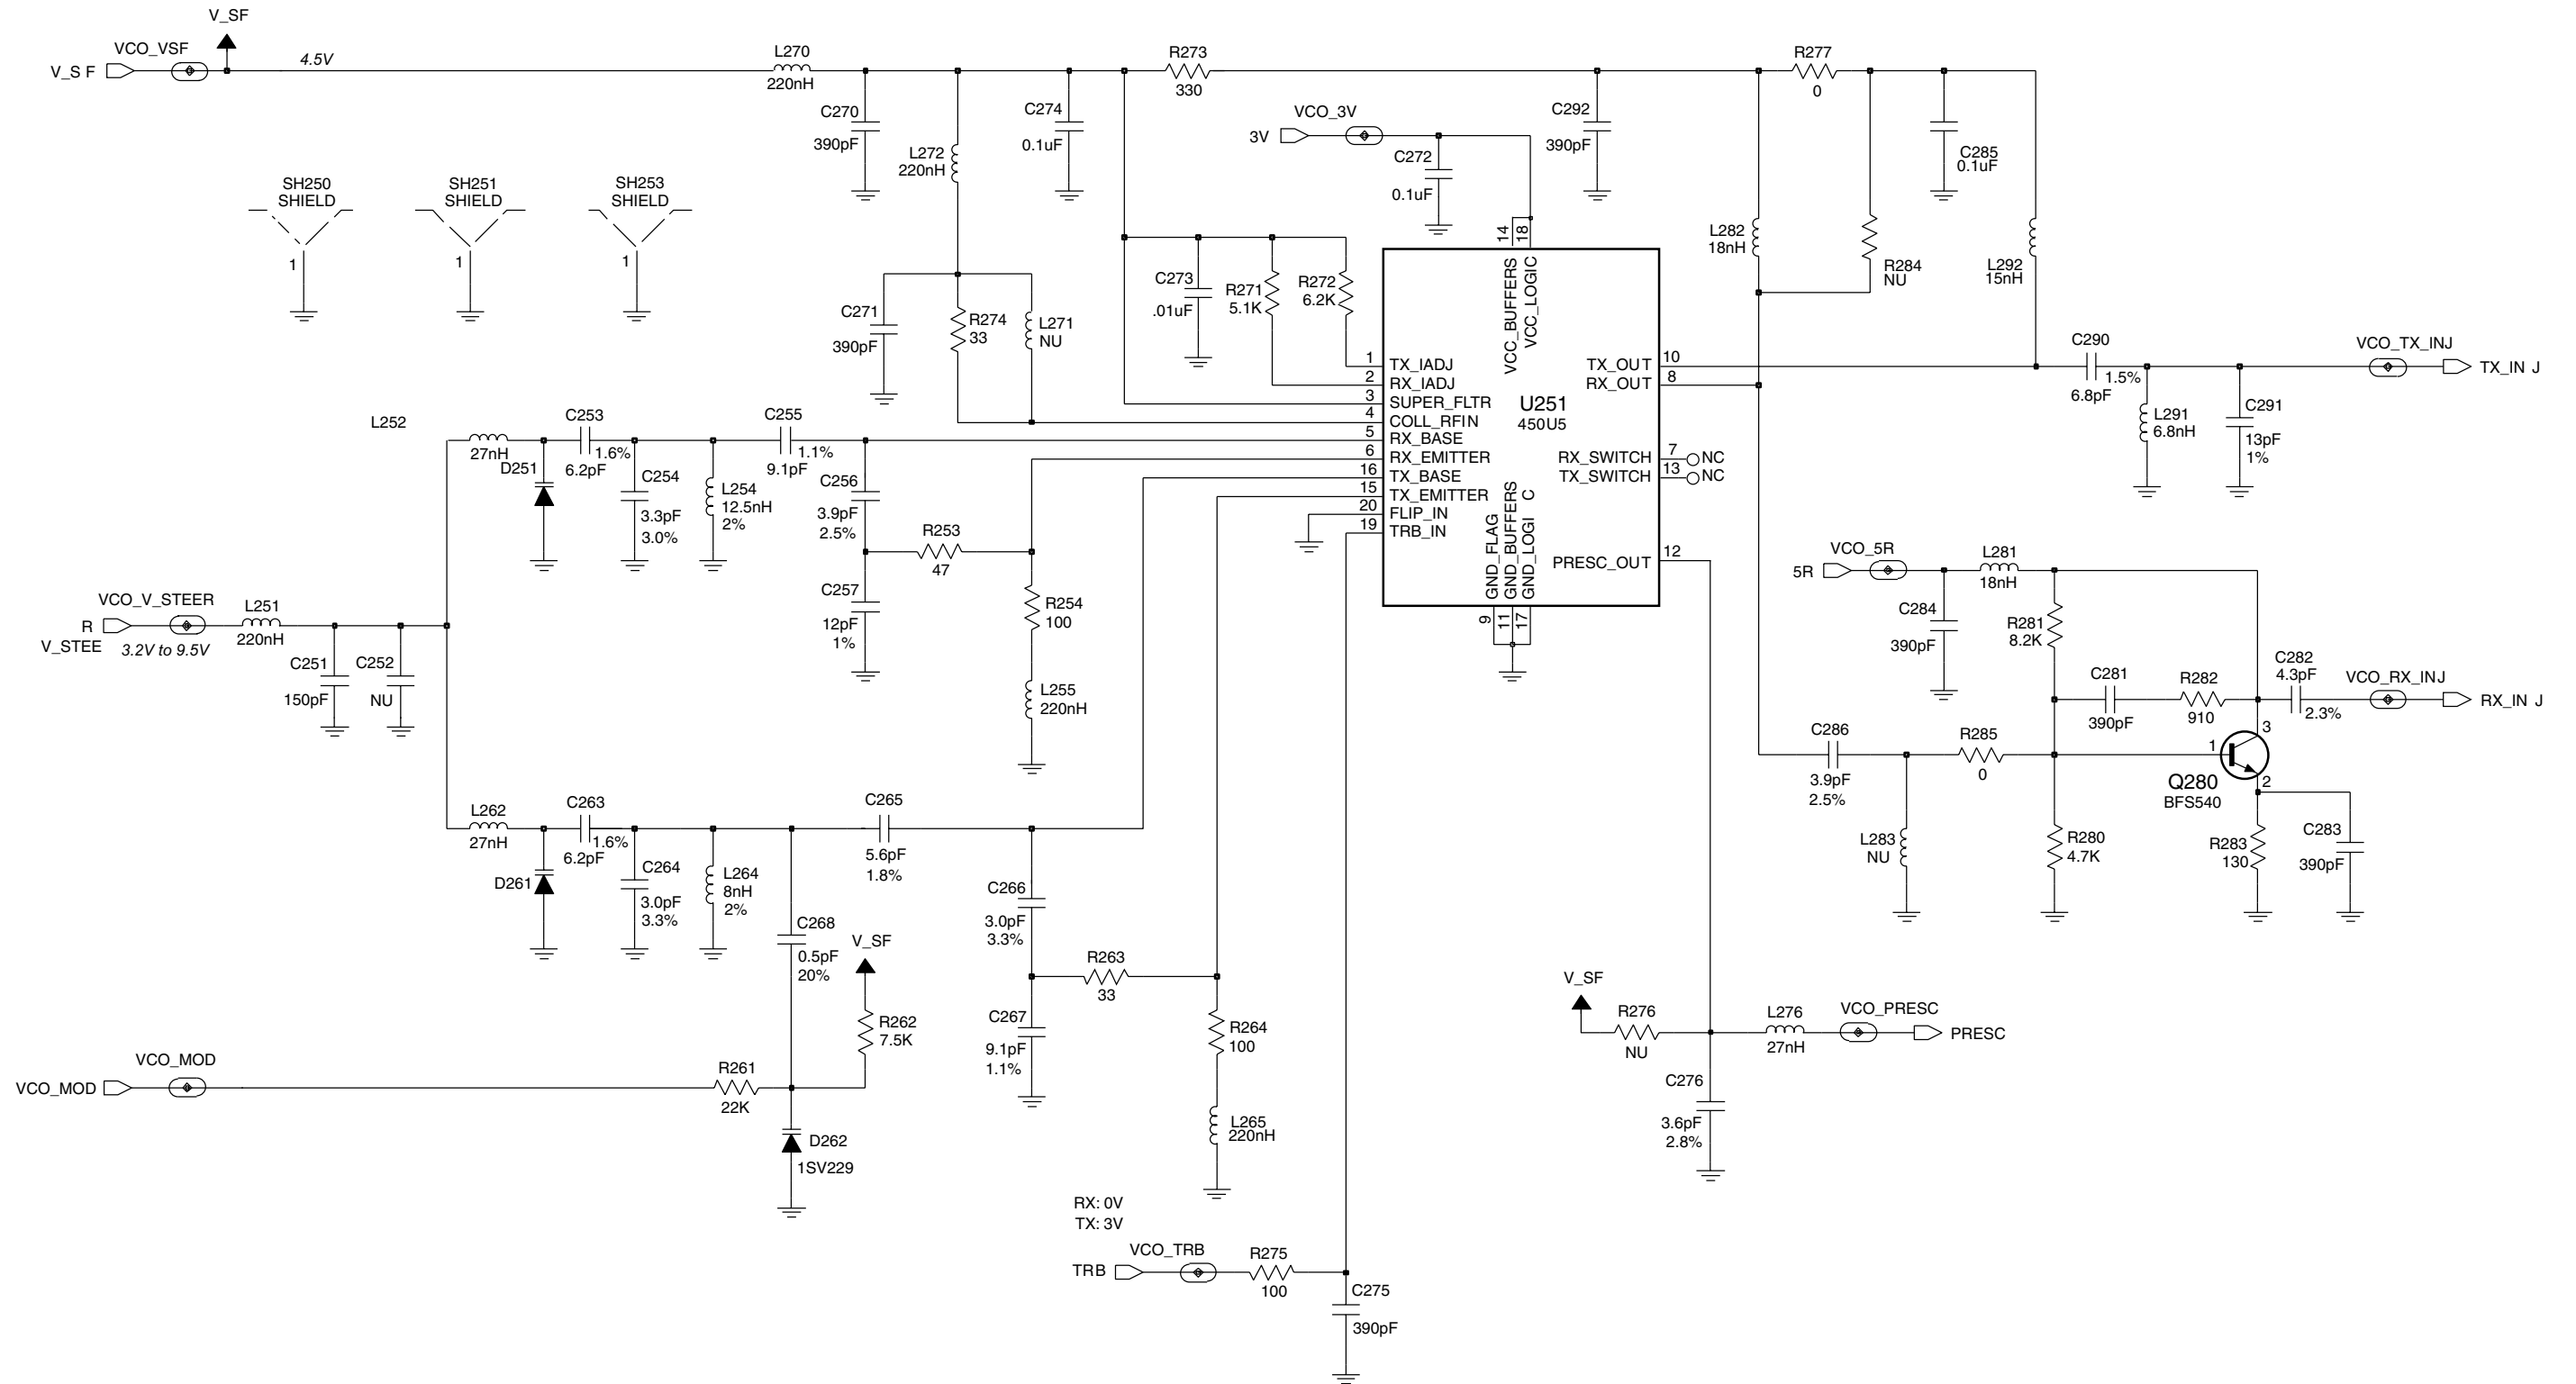 V_SF
VCO_VSF
V_S F
4.5V
L270
220nH
R273
330
R277
0
C270
390pF
L272
220nH
C274
0.1uF
VCO_3V
3V
C272
0.1uF
C292
390pF
C285
0.1uF
SH250
SHIELD
1
SH251
SHIELD
1
SH253
SHIELD
1
L282
18nH
R284
NU
L292
15nH
C273
.01uF
R271
5.1K
R272
6.2K
C271
390pF
R274
33
L271
NU
14
18
VCC_BUFFERS
VCC_LOGIC
1
TX_IADJ
2
RX_IADJ
3
SUPER_FLTR
4
COLL_RFIN
5
RX_BASE
6
RX_EMITTER
16
TX_BASE
15
TX_EMITTER
20
FLIP_IN
19
TRB_IN
U251
450U5
TX_OUT
10
RX_OUT
8
RX_SWITCH
7
NC
TX_SWITCH
13
NC
PRESC_OUT
12
GND_FLAG
GND_BUFFERS
GND_LOGI C
9
11
17
C290
1.5%
6.8pF
L291
6.8nH
C291
13pF
1%
VCO_TX_INJ
TX_IN J
L252
27nH
D251
C253
1.6%
6.2pF
C254
3.3pF
3.0%
L254
12.5nH
2%
C255
1.1%
9.1pF
C256
3.9pF
2.5%
R253
47
C257
12pF
1%
R254
100
L255
220nH
VCO_V_STEER
R
V_STEE
3.2V to 9.5V
L251
220nH
C251
150pF
C252
NU
VCO_5R
5R
C284
390pF
L281
18nH
R281
8.2K
C281
390pF
R282
910
C282
4.3pF
2.3%
VCO_RX_INJ
RX_IN J
C286
3.9pF
2.5%
R285
0
L283
NU
R280
4.7K
1
3
2
Q280
BFS540
R283
130
C283
390pF
L262
27nH
D261
C263
1.6%
6.2pF
C264
3.0pF
3.3%
L264
8nH
2%
C265
5.6pF
1.8%
C268
0.5pF
20%
V_SF
R262
7.5K
C266
3.0pF
3.3%
R263
33
C267
9.1pF
1.1%
R264
100
L265
220nH
VCO_MOD
VCO_MOD
R261
22K
D262
1SV229
V_SF
R276
NU
L276
27nH
VCO_PRESC
PRESC
C276
3.6pF
2.8%
RX: 0V
TX: 3V
VCO_TRB
TRB
R275
100
C275
390pF